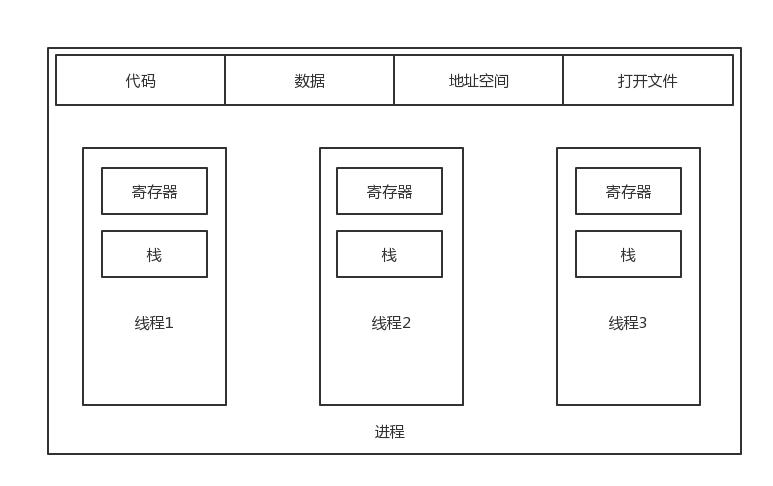 代码 数据 地址空间 打开文件
寄存器 寄存器 寄存器
栈 栈 栈
线程1 线程2 线程3
进程